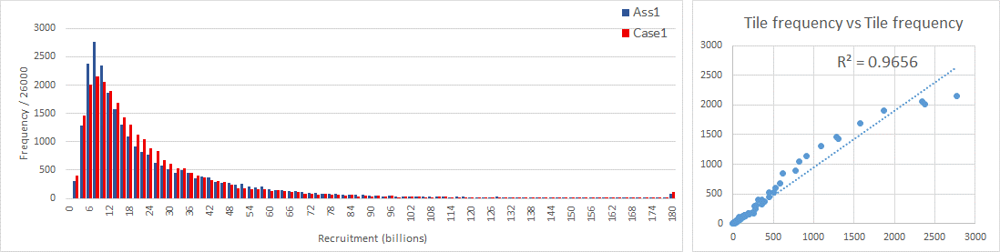 Ass1
Case1
3000
2500
2000
1500
1000
500
0
Frequency / 26000
0 6 12 18 24 30 36 42 48 54 60 66 72 78 84 90 96 102 108 114 120 126 132 138 144 150 156 162 168 174 180
Recruitment (billions)
Tile frequency vs Tile frequency
R² = 0.9656
3000
2500
2000
1500
1000
500
0
0 500 1000 1500 2000 2500 3000